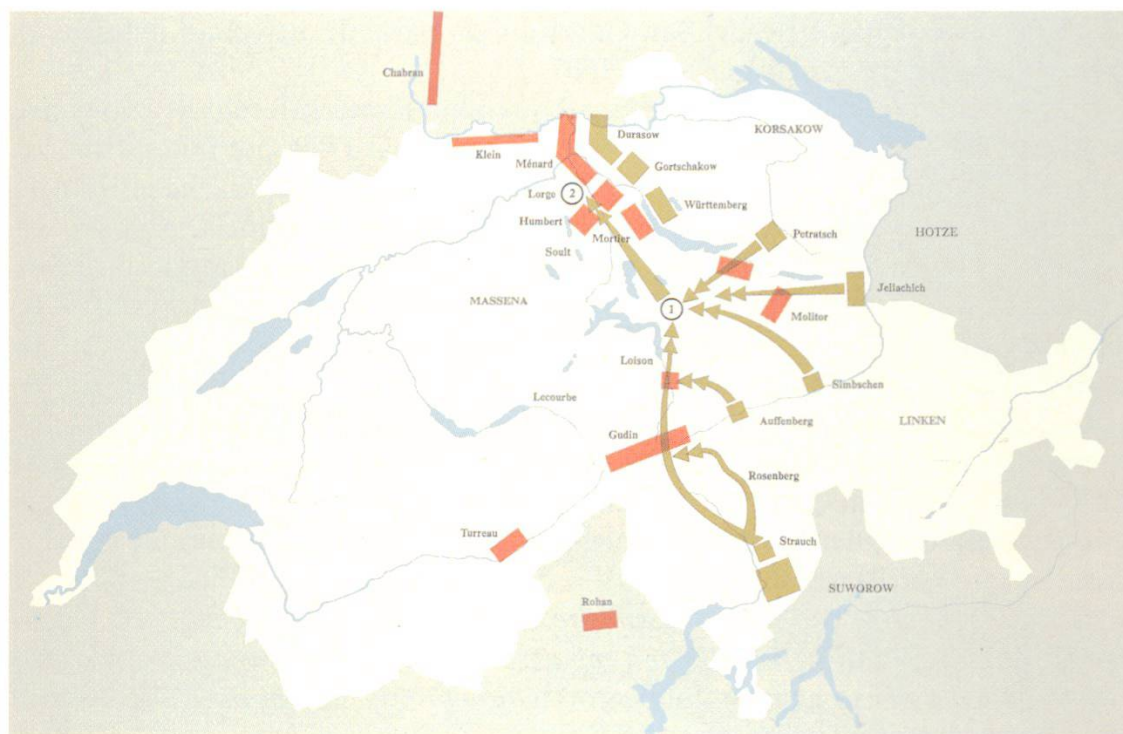 Chabran
KORSAKOW
Durasow
Klein
Ménard
Gortschakow
Lorge
2
Württemberg
Humbert
Mortier
Petratsch
HOTZE
Soult
Jellachich
MASSENA
1
Molitor
Loison
Slimbschen
Lecourbe
Auffenberg
LINKEN
Gudin
Rosenberg
Turreau
Strauch
SUWOROW
Rohan